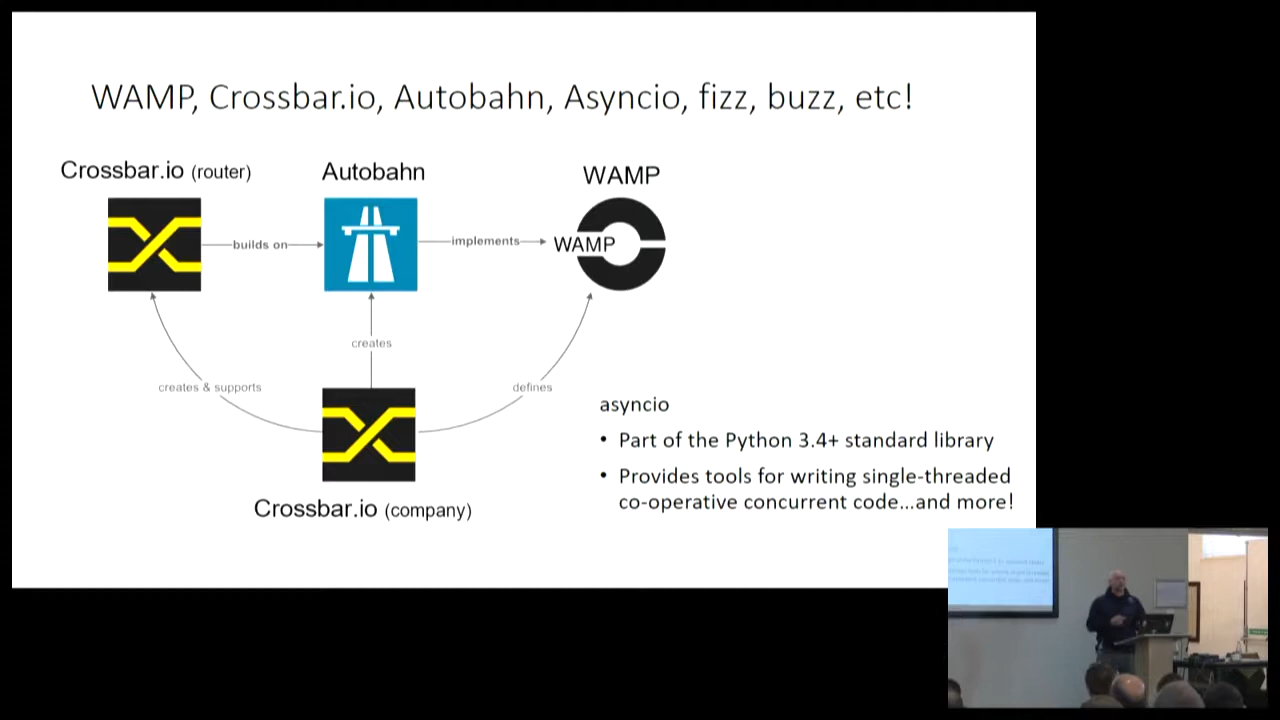 WAMP, Crossbar.io, Autobahn, Asyncio, fizz, buzz, etc!
Crossbar.io (router)
Autobahn
WAMP
builds on
implements
WAMP
creates
creates & supports
defines
asyncio
• Part of the Python 3.4+ standard library
• Provides tools for writing single-threaded
co-operative concurrent code...and more!
Crossbar.io (company)